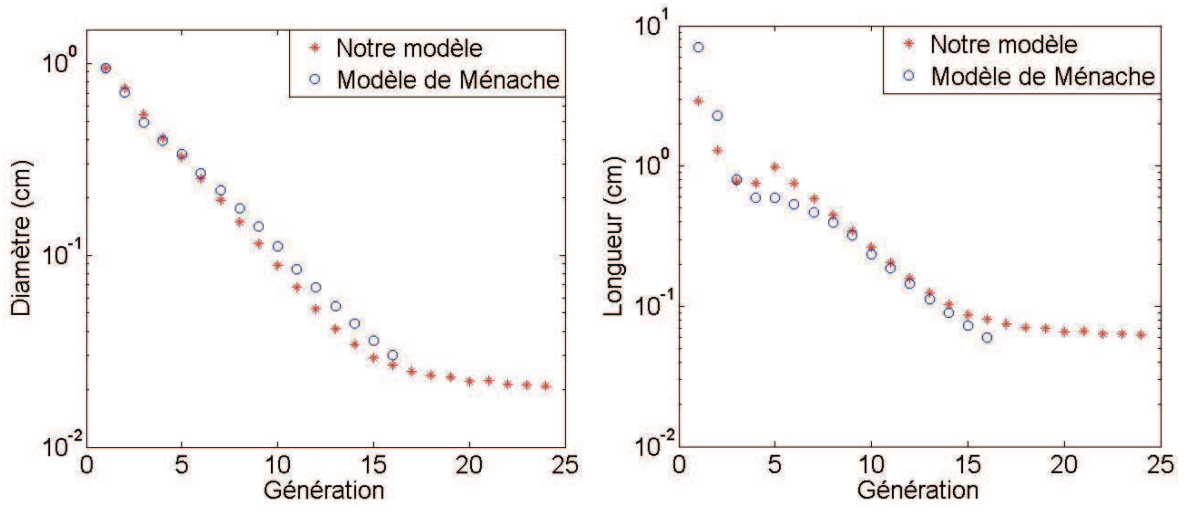 Notre modèle
Modèle de Ménache
10^0
10^-1
10^-2
Diamètre (cm)
0 5 10 15 20 25
Génération
Notre modèle
Modèle de Ménache
10^1
10^0
10^-1
10^-2
Longueur (cm)
0 5 10 15 20 25
Génération